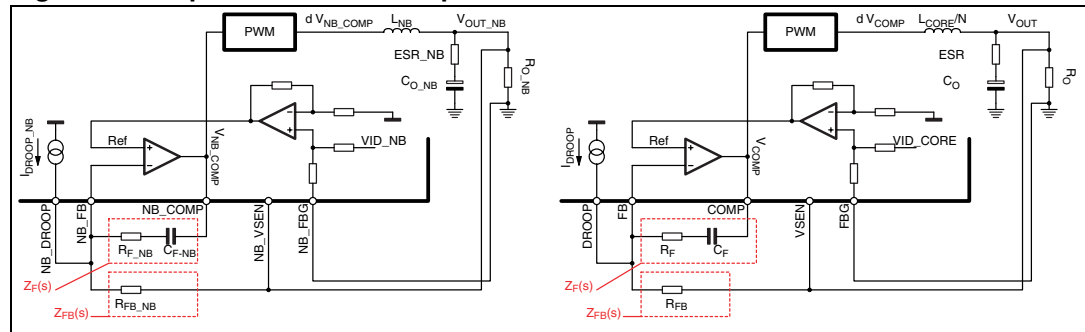 PWM
d V_NB_COMP
L_NB
V_OUT_NB
ESR_NB
C_O_NB
R_O_NB
I_DROOP_NB
Ref
V_NB_COMP
VID_NB
NB_DROOP
NB_FB
NB_COMP
NB_VSEN
NB_FBG
R_F_NB
C_F-NB
Z_F(s)
R_FB_NB
Z_FB(s)
PWM
d V_COMP
L_CORE/N
V_OUT
ESR
C_O
R_O
I_DROOP
Ref
V_COMP
VID_CORE
DROOP
FB
COMP
VSEN
FBG
R_F
C_F
Z_F(s)
R_FB
Z_FB(s)